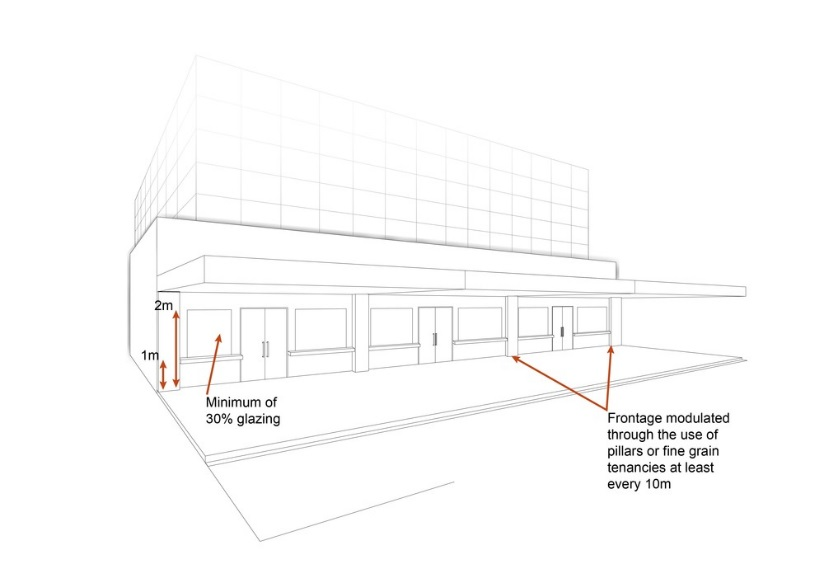 2m
1m
Minimum of
30% glazing
Frontage modulated
through the use of
pillars or fine grain
tenancies at least
every 10m